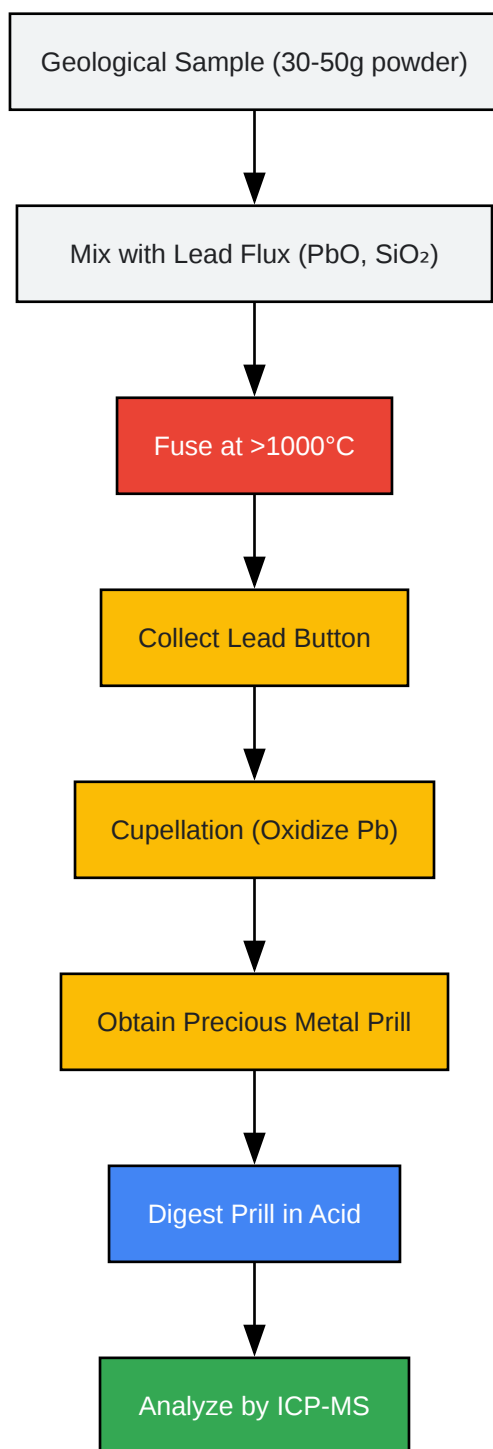 Geological Sample (30-50g powder)
Mix with Lead Flux (PbO, SiO₂)
Fuse at >1000°C
Collect Lead Button
Cupellation (Oxidize Pb)
Obtain Precious Metal Prill
Digest Prill in Acid
Analyze by ICP-MS